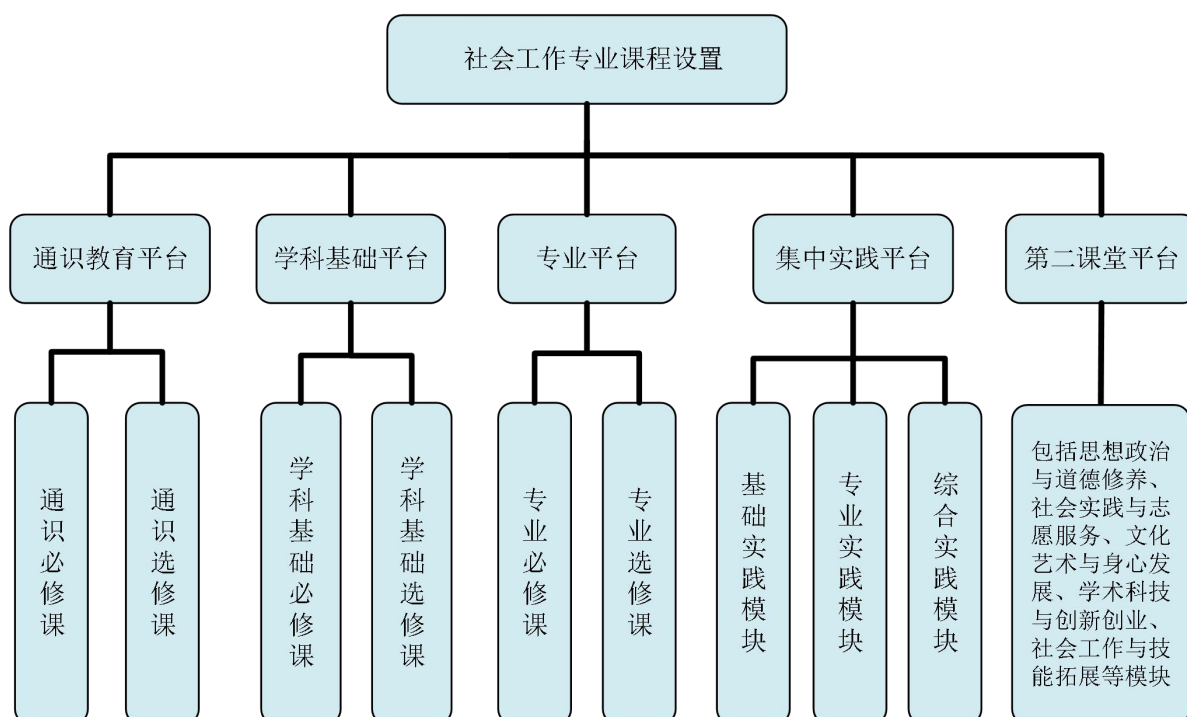 社会工作专业课程设置
通识教育平台
学科基础平台
专业平台
集中实践平台
第二课堂平台
通识必修课
通识选修课
学科基础必修课
学科基础选修课
专业必修课
专业选修课
基础实践模块
专业实践模块
综合实践模块
包括思想政治
与道德修养、
社会实践与志
愿服务、文化
艺术与身心发
展、学术科技
与创新创业、
社会工作与技
能拓展等模块